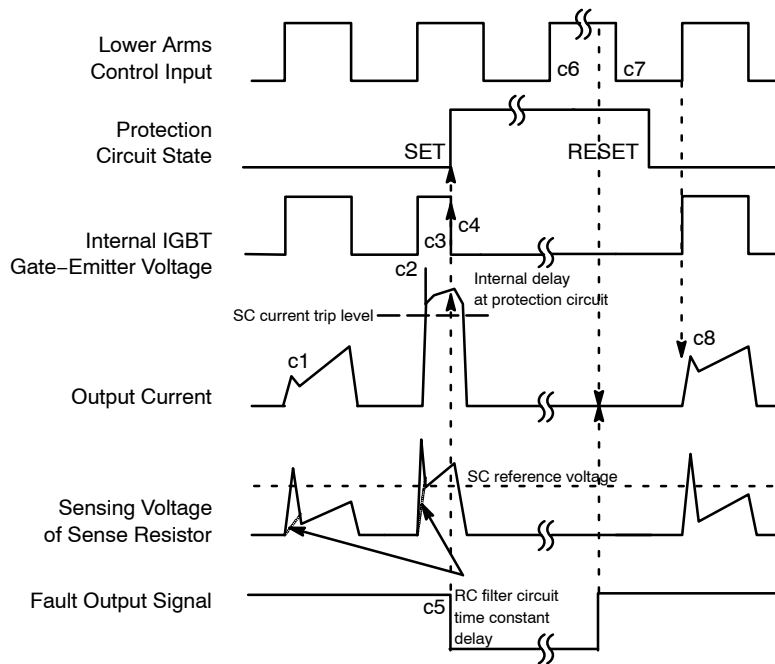 Lower Arms
Control Input
c6
c7
Protection
Circuit State
SET
RESET
Internal IGBT
Gate−Emitter Voltage
c3
c4
c2
Internal delay
at protection circuit
SC current trip level
c1
c8
Output Current
SC reference voltage
Sensing Voltage
of Sense Resistor
Fault Output Signal
c5
RC filter circuit
time constant
delay